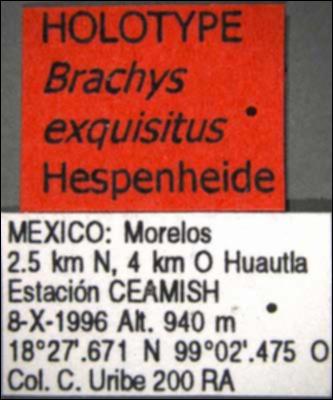 HOLOTYPE
Brachys
exquisitus
Hespenheide
MEXICO: Morelos
2.5 km N, 4 km O Huautla
Estación CEAMISH
8-X-1996 Alt. 940 m
18°27'.671 N 99°02'.475 O
Col. C. Uribe 200 RA